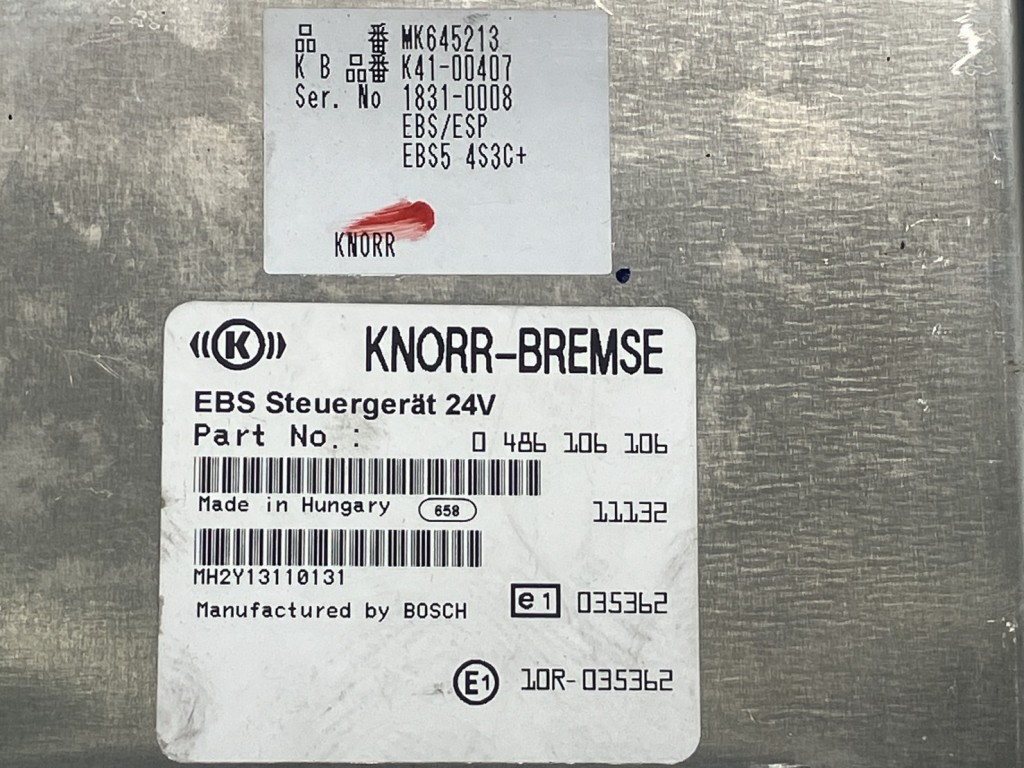 品 番 MK645213
K B 品番 K41-00407
Ser. No 1831-0008
EBS/ESP
EBS5 4S3C+
KNORR
((K)) KNORR-BREMSE
EBS Steuergerät 24V
Part No.: 0 486 106 106
Made in Hungary 658 11132
MH2Y13110131
Manufactured by BOSCH e1 035362
E1 10R-035362